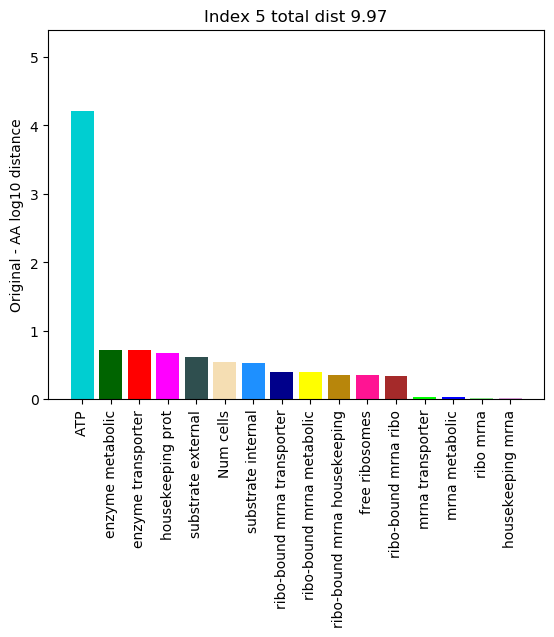 Index 5 total dist 9.97
Original - AA log10 distance
5
4
3
2
1
0
ATP
enzyme metabolic
enzyme transporter
housekeeping prot
substrate external
Num cells
substrate internal
ribo-bound mrna transporter
ribo-bound mrna metabolic
ribo-bound mrna housekeeping
free ribosomes
ribo-bound mrna ribo
mrna transporter
mrna metabolic
ribo mrna
housekeeping mrna